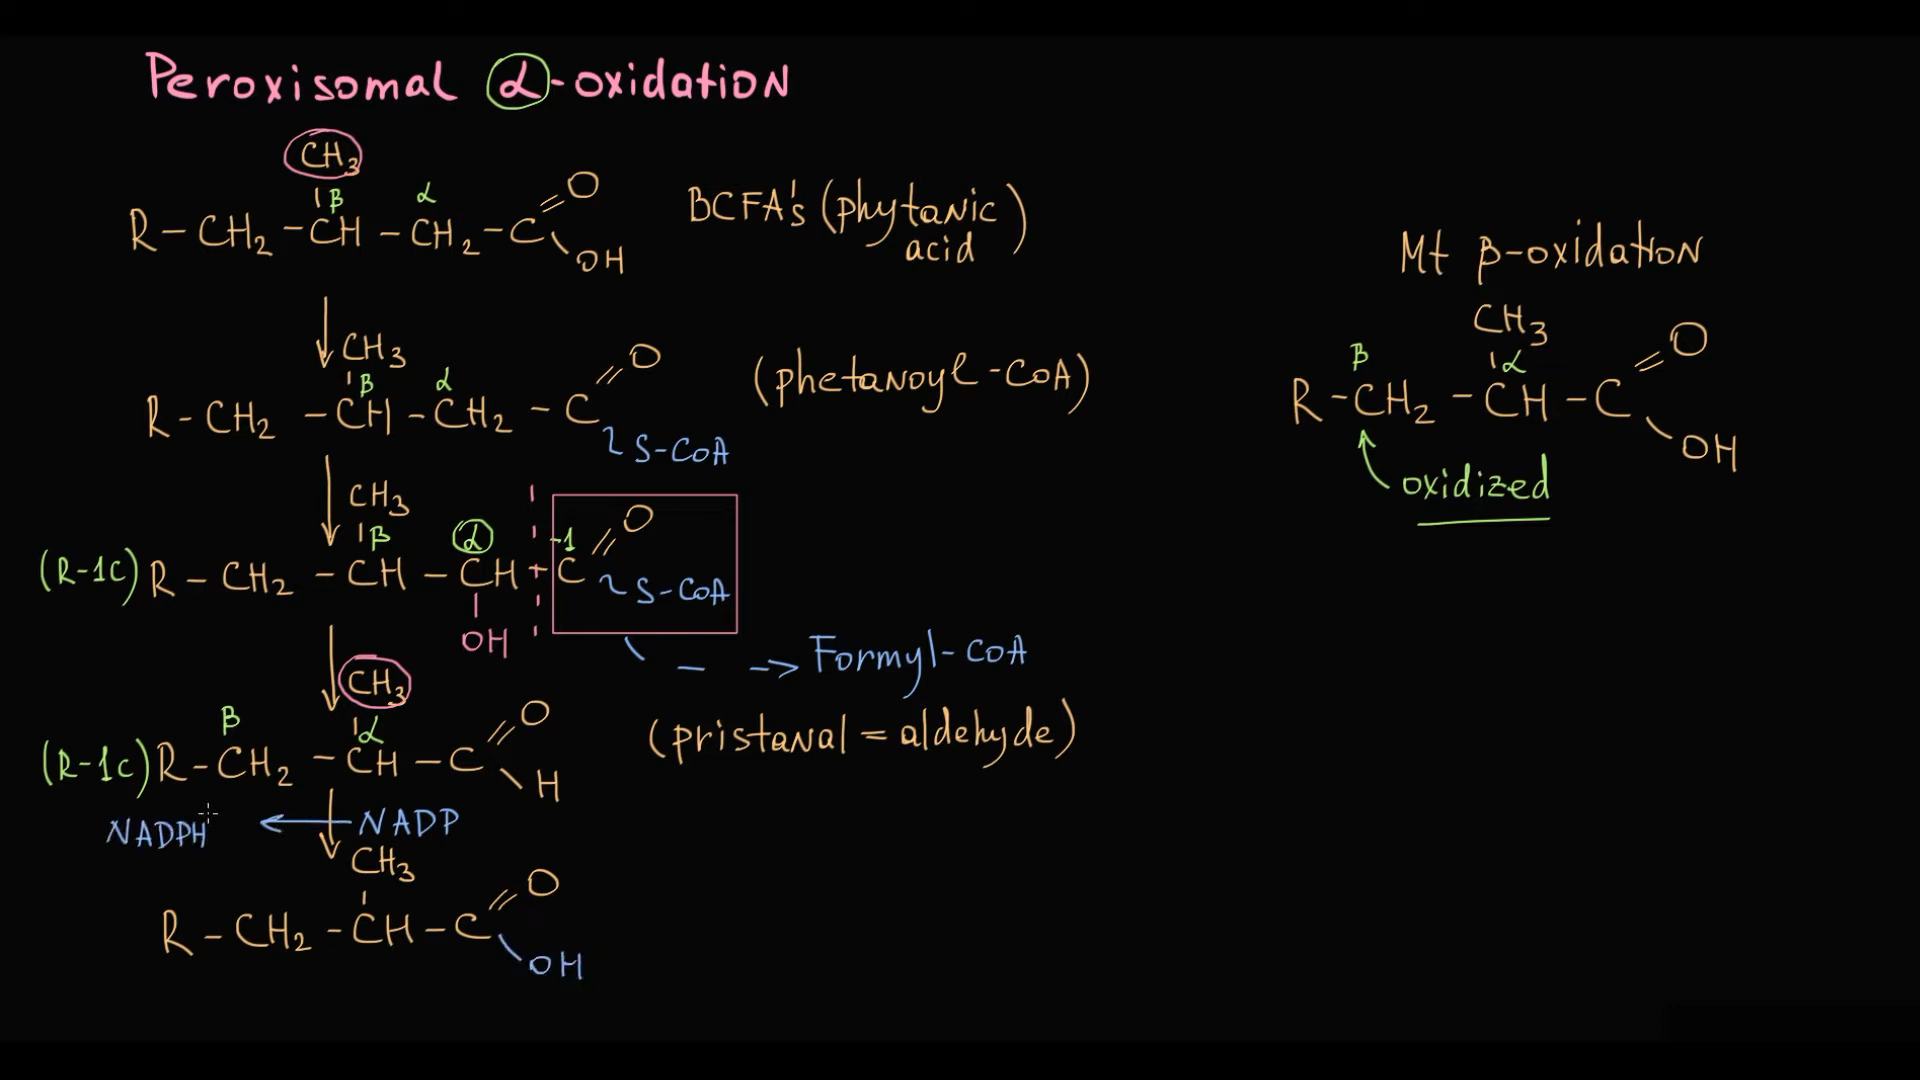 Peroxisomal α-oxidation
CH3
β α
R-CH2-CH-CH2-C=O
OH
BCFA's (phytanic
acid)
CH3
β α
R-CH2-CH-CH2-C=O
S-CoA
(phetanoyl-CoA)
CH3
β α -1
(R-1C) R-CH2-CH-CH-C=O
S-CoA
OH
Formyl-CoA
CH3
β α
(R-1C) R-CH2-CH-C=O
H
(pristanal = aldehyde)
NADPH ← NADP
CH3
R-CH2-CH-C=O
OH
Mt β-oxidation
CH3
β α
R-CH2-CH-C=O
OH
oxidized